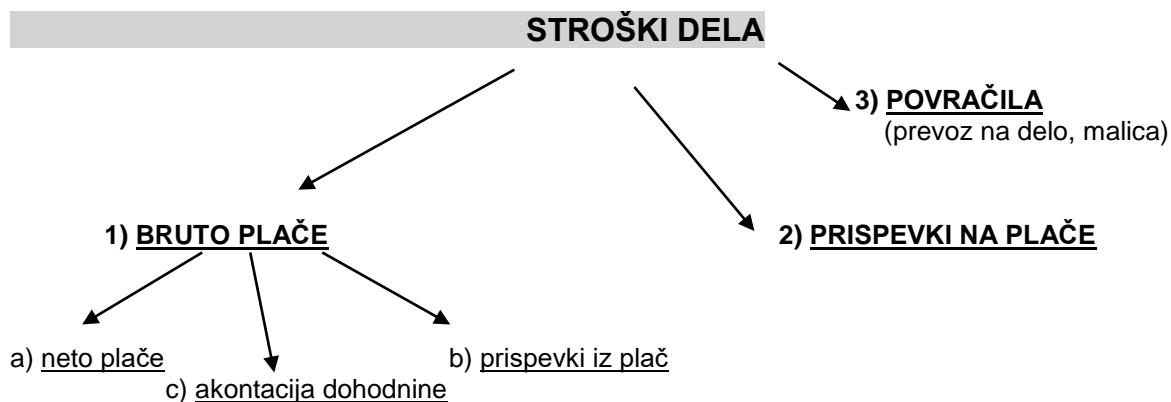 STROŠKI DELA
3) POVRAČILA
(prevoz na delo, malica)
1) BRUTO PLAČE
2) PRISPEVKI NA PLAČE
a) neto plače
b) prispevki iz plač
c) akontacija dohodnine